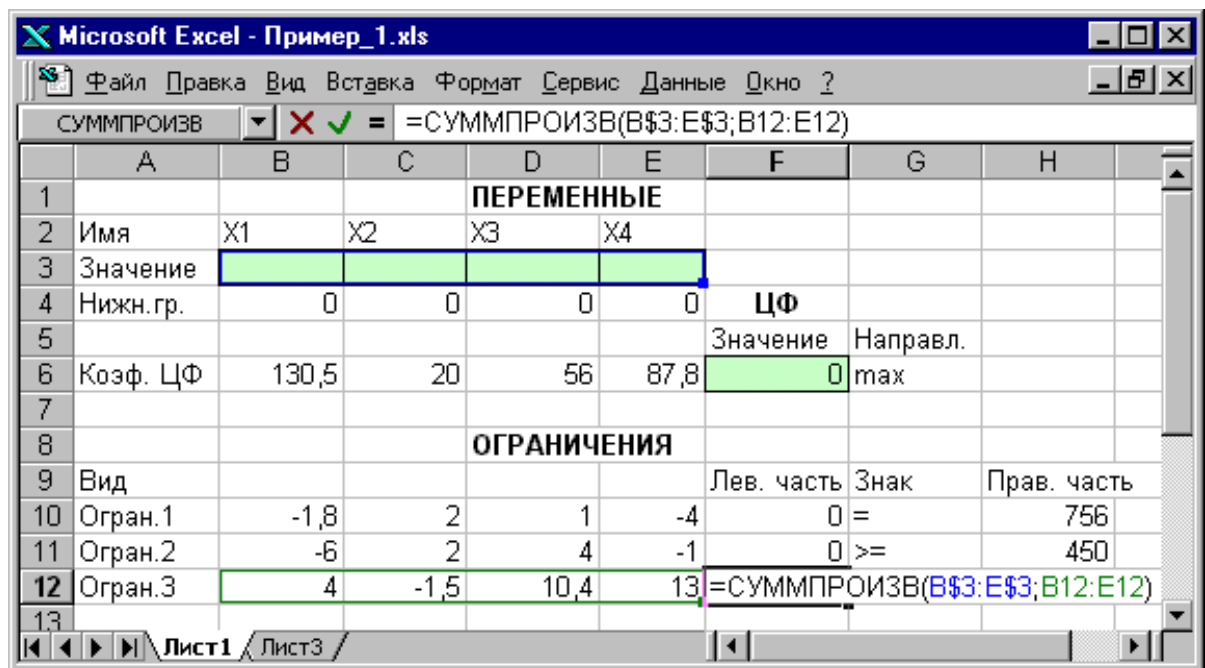 Microsoft Excel - Пример_1.xls
Файл Правка Вид Вставка Формат Сервис Данные Окно ?
СУММПРОИЗВ = =СУММПРОИЗВ(B$3:E$3;B12:E12)
A B C D E F G H
1 ПЕРЕМЕННЫЕ
2 Имя X1 X2 X3 X4
3 Значение
4 Нижн.гр. 0 0 0 0 ЦФ
5 Значение Направл.
6 Коэф. ЦФ 130,5 20 56 87,8 0 max
7
8 ОГРАНИЧЕНИЯ
9 Вид Лев. часть Знак Прав. часть
10 Огран.1 -1,8 2 1 -4 0 = 756
11 Огран.2 -6 2 4 -1 0 >= 450
12 Огран.3 4 -1,5 10,4 13 =СУММПРОИЗВ(B$3:E$3;B12:E12)
13
Лист1 Лист3